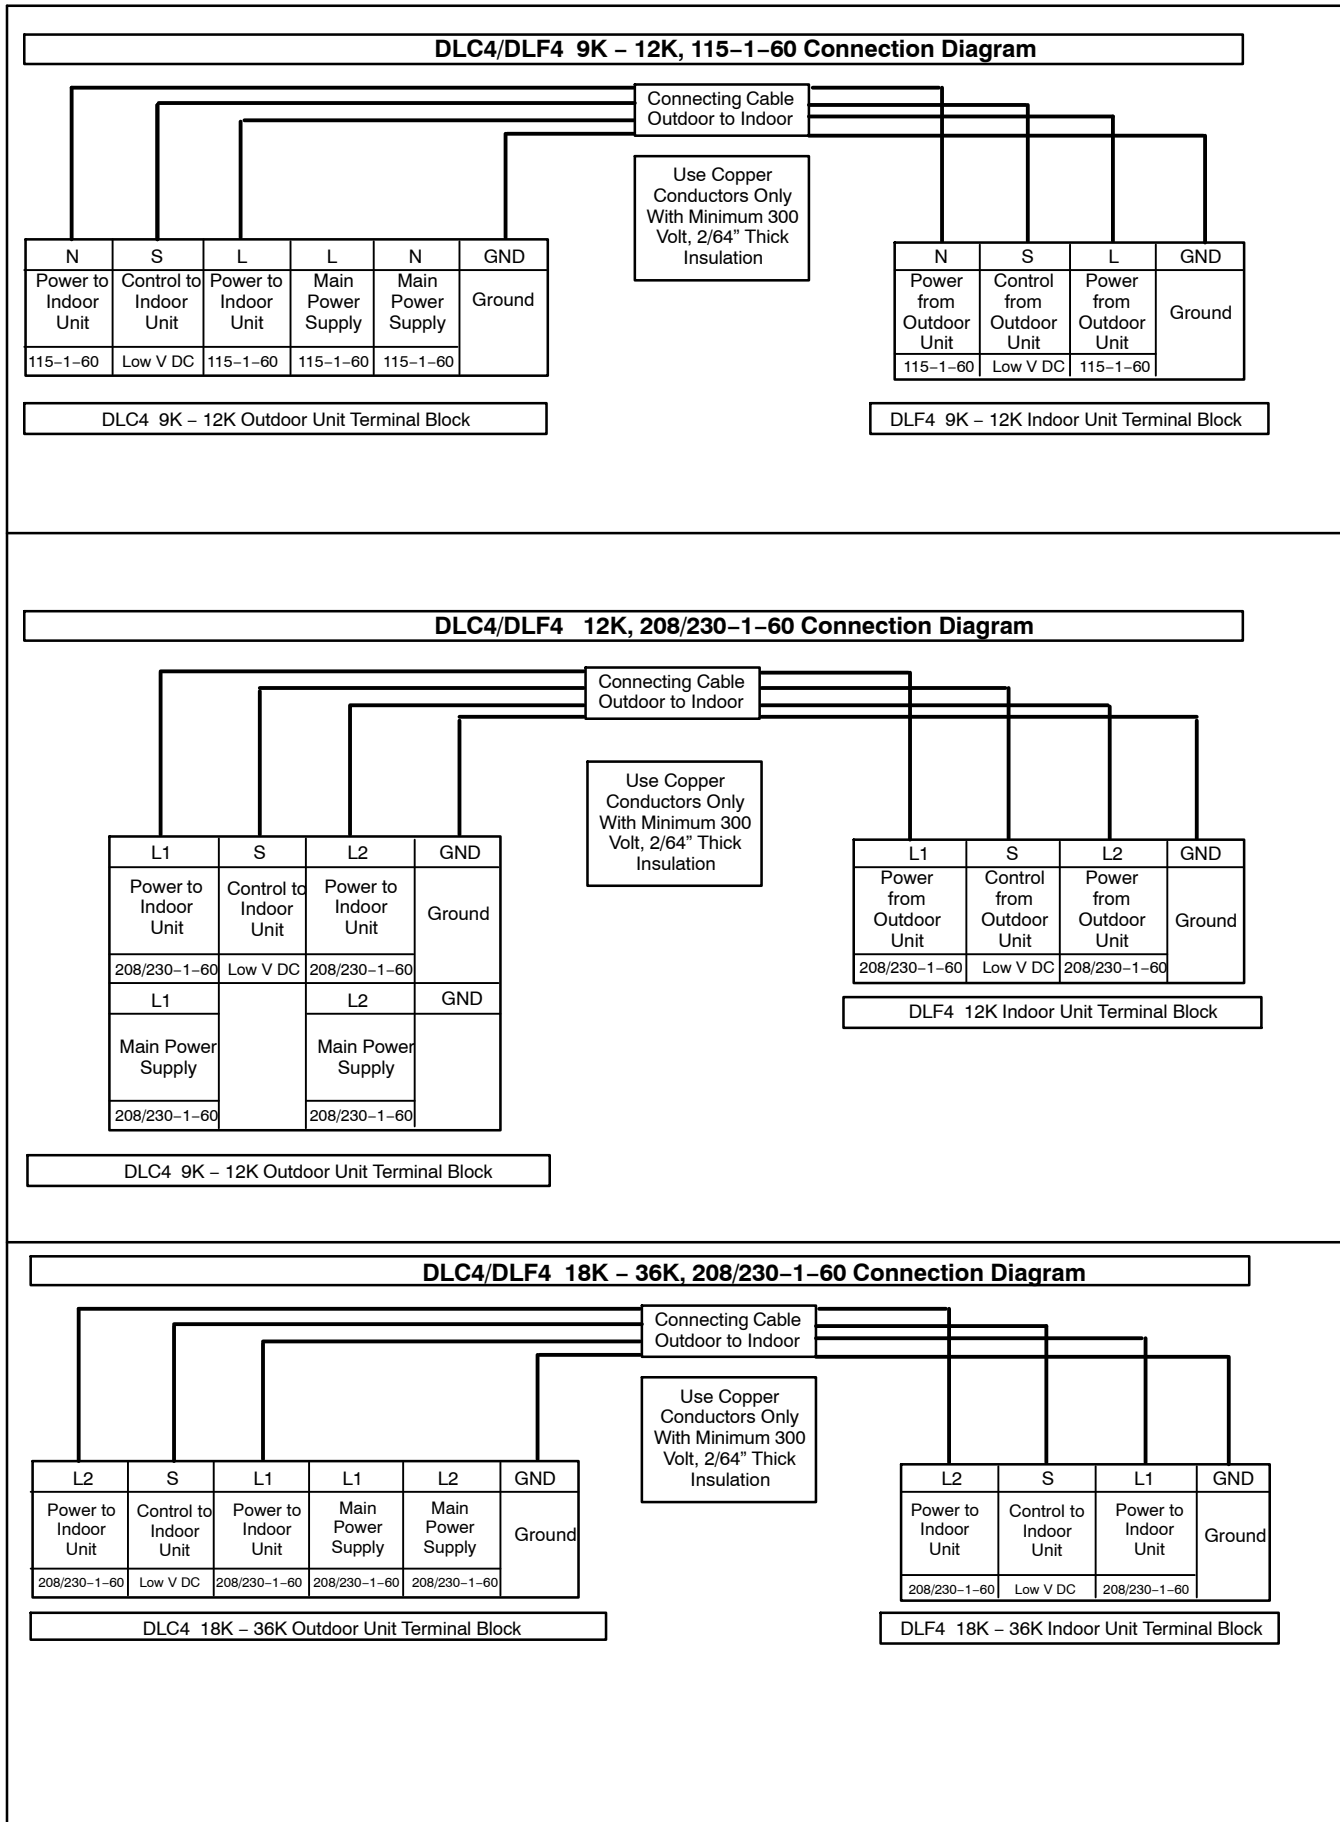 DLC4/DLF4 9K – 12K, 115–1–60 Connection Diagram
Connecting Cable
Outdoor to Indoor
Use Copper
Conductors Only
With Minimum 300
Volt, 2/64” Thick
Insulation
N S L L N GND
Power to Indoor Unit
Control to Indoor Unit
Power to Indoor Unit
Main Power Supply
Main Power Supply
Ground
115–1–60 Low V DC 115–1–60 115–1–60 115–1–60
DLC4 9K – 12K Outdoor Unit Terminal Block
N S L GND
Power from Outdoor Unit
Control from Outdoor Unit
Power from Outdoor Unit
Ground
115–1–60 Low V DC 115–1–60
DLF4 9K – 12K Indoor Unit Terminal Block
DLC4/DLF4 12K, 208/230–1–60 Connection Diagram
Connecting Cable
Outdoor to Indoor
Use Copper
Conductors Only
With Minimum 300
Volt, 2/64” Thick
Insulation
L1 S L2 GND
Power to Indoor Unit
Control to Indoor Unit
Power to Indoor Unit
Ground
208/230–1–60 Low V DC 208/230–1–60
L1 L2 GND
Main Power Supply
Main Power Supply
208/230–1–60 208/230–1–60
DLC4 9K – 12K Outdoor Unit Terminal Block
L1 S L2 GND
Power from Outdoor Unit
Control from Outdoor Unit
Power from Outdoor Unit
Ground
208/230–1–60 Low V DC 208/230–1–60
DLF4 12K Indoor Unit Terminal Block
DLC4/DLF4 18K – 36K, 208/230–1–60 Connection Diagram
Connecting Cable
Outdoor to Indoor
Use Copper
Conductors Only
With Minimum 300
Volt, 2/64” Thick
Insulation
L2 S L1 L1 L2 GND
Power to Indoor Unit
Control to Indoor Unit
Power to Indoor Unit
Main Power Supply
Main Power Supply
Ground
208/230–1–60 Low V DC 208/230–1–60 208/230–1–60 208/230–1–60
DLC4 18K – 36K Outdoor Unit Terminal Block
L2 S L1 GND
Power to Indoor Unit
Control to Indoor Unit
Power to Indoor Unit
Ground
208/230–1–60 Low V DC 208/230–1–60
DLF4 18K – 36K Indoor Unit Terminal Block